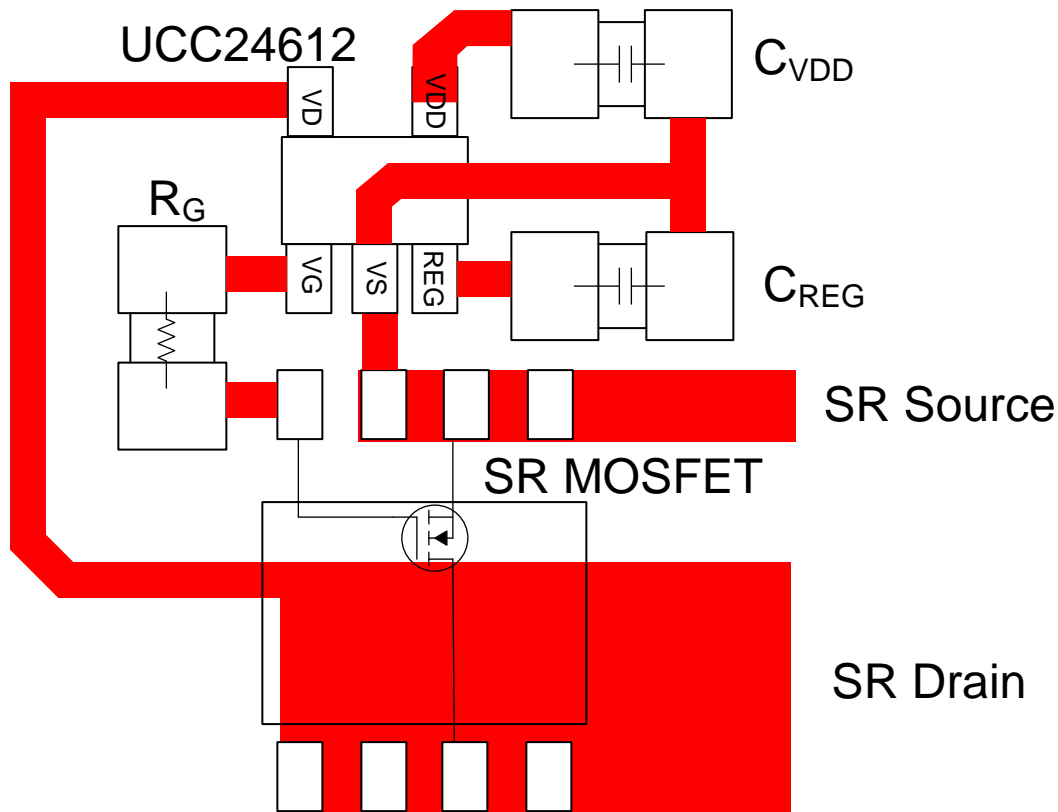 UCC24612
CVDD
VD
VDD
RG
VG
VS
REG
CREG
SR Source
SR MOSFET
SR Drain